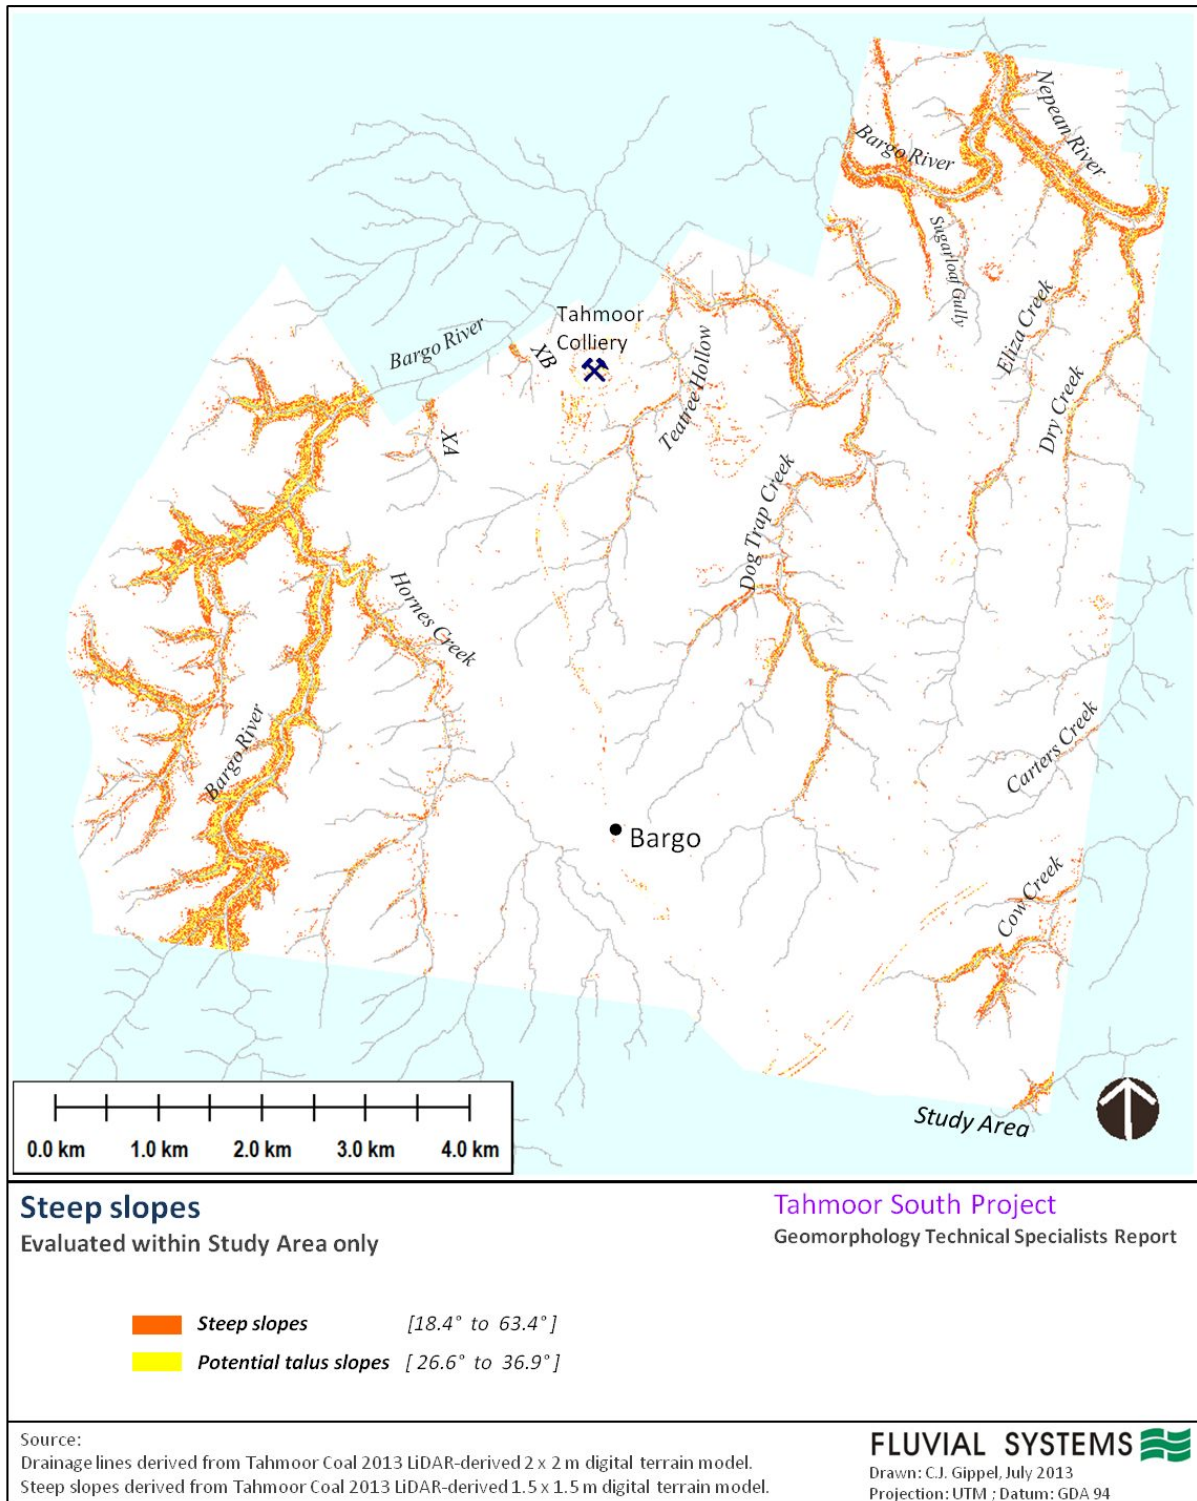 Nepean River
Bargo River
Sugarloaf Gully
Eliza Creek
Dry Creek
Tahmoor
Colliery
Bargo River
XB
Teatree Hollow
XA
Dog Trap Creek
Hornes Creek
Bargo River
Carters Creek
Bargo
Cow Creek
Study Area
0.0 km 1.0 km 2.0 km 3.0 km 4.0 km
Steep slopes
Evaluated within Study Area only
Tahmoor South Project
Geomorphology Technical Specialists Report
Steep slopes [18.4° to 63.4°]
Potential talus slopes [ 26.6° to 36.9°]
Source:
Drainage lines derived from Tahmoor Coal 2013 LiDAR-derived 2 x 2 m digital terrain model.
Steep slopes derived from Tahmoor Coal 2013 LiDAR-derived 1.5 x 1.5 m digital terrain model.
FLUVIAL SYSTEMS
Drawn: C.J. Gippel, July 2013
Projection: UTM ; Datum: GDA 94